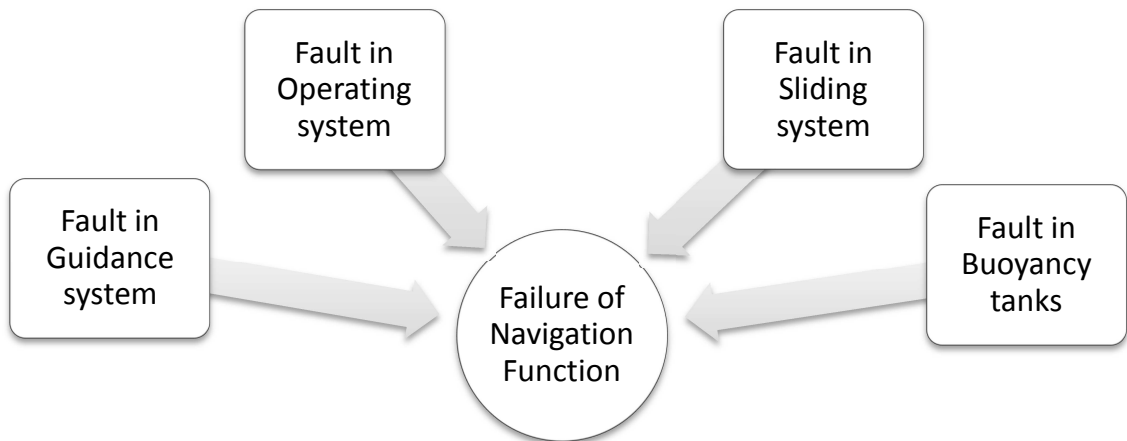 Fault in
Operating
system
Fault in
Sliding
system
Fault in
Guidance
system
Fault in
Buoyancy
tanks
Failure of
Navigation
Function